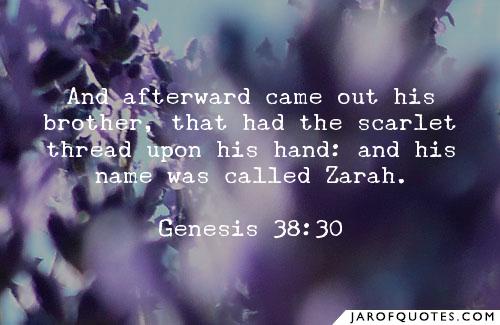 And afterward came out his
brother, that had the scarlet
thread upon his hand: and his
name was called Zarah.
Genesis 38:30
JAROFQUOTES.COM